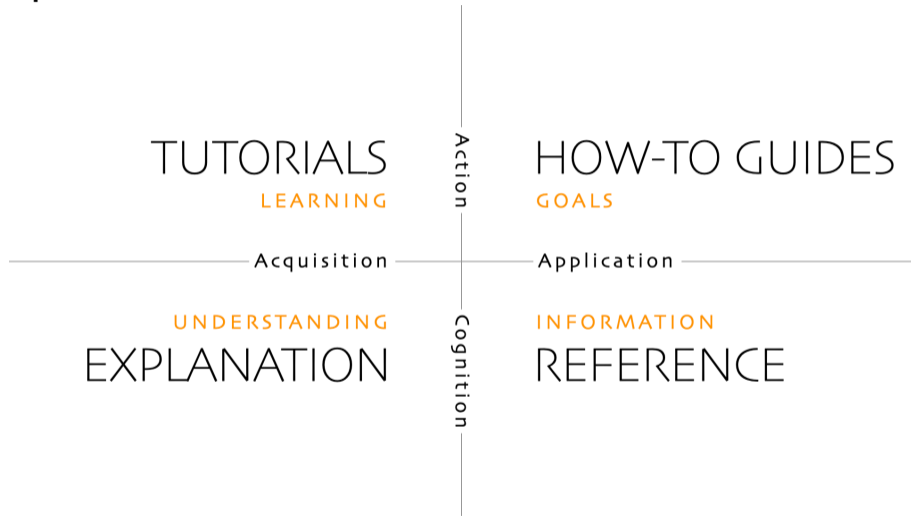 TUTORIALS
LEARNING
Action
HOW-TO GUIDES
GOALS
Acquisition
Application
UNDERSTANDING
EXPLANATION
Cognition
INFORMATION
REFERENCE